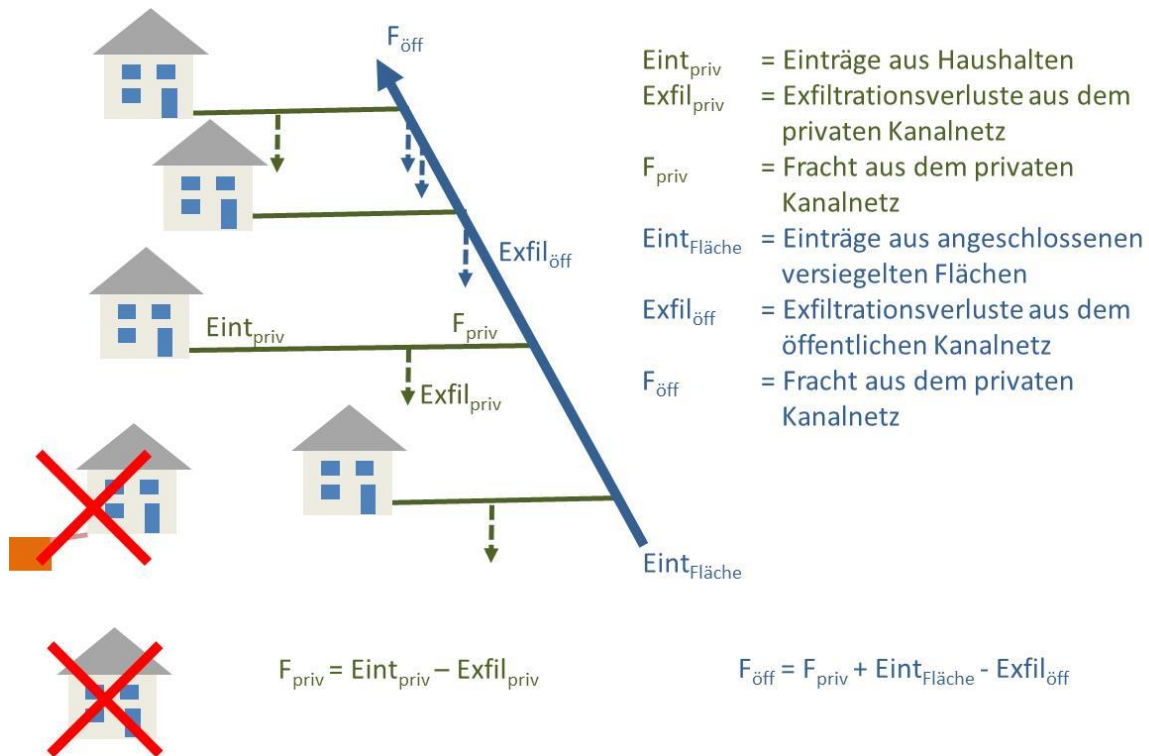 F_öff
Eint_priv = Einträge aus Haushalten
Exfil_priv = Exfiltrationsverluste aus dem
privaten Kanalnetz
F_priv = Fracht aus dem privaten
Kanalnetz
Eint_Fläche = Einträge aus angeschlossenen
versiegelten Flächen
Exfil_öff = Exfiltrationsverluste aus dem
öffentlichen Kanalnetz
F_öff = Fracht aus dem privaten
Kanalnetz
Exfil_öff
Eint_priv
F_priv
Exfil_priv
Eint_Fläche
F_priv = Eint_priv – Exfil_priv
F_öff = F_priv + Eint_Fläche - Exfil_öff